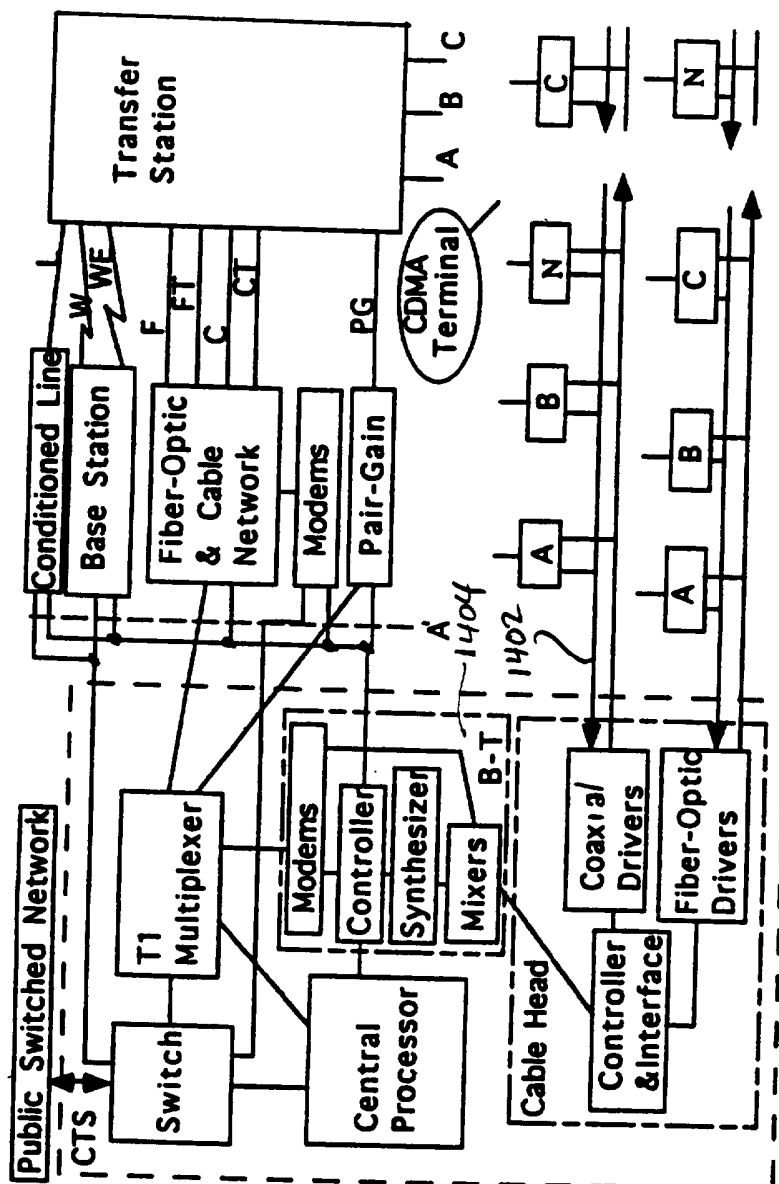 Public Switched Network
CTS
Switch
T1
Multiplexer
Central
Processor
Modems
Controller
Synthesizer
Mixers
B-T
1404
A'
Conditioned Line
Base Station
Fiber-Optic
& Cable
Network
Modems
Pair-Gain
W
WE
F
FT
C
CT
PG
Transfer
Station
A
B
C
CDMA
Terminal
Cable Head
Controller
&Interface
Coaxial
Drivers
Fiber-Optic
Drivers
1402
A
B
N
C
A
B
C
N